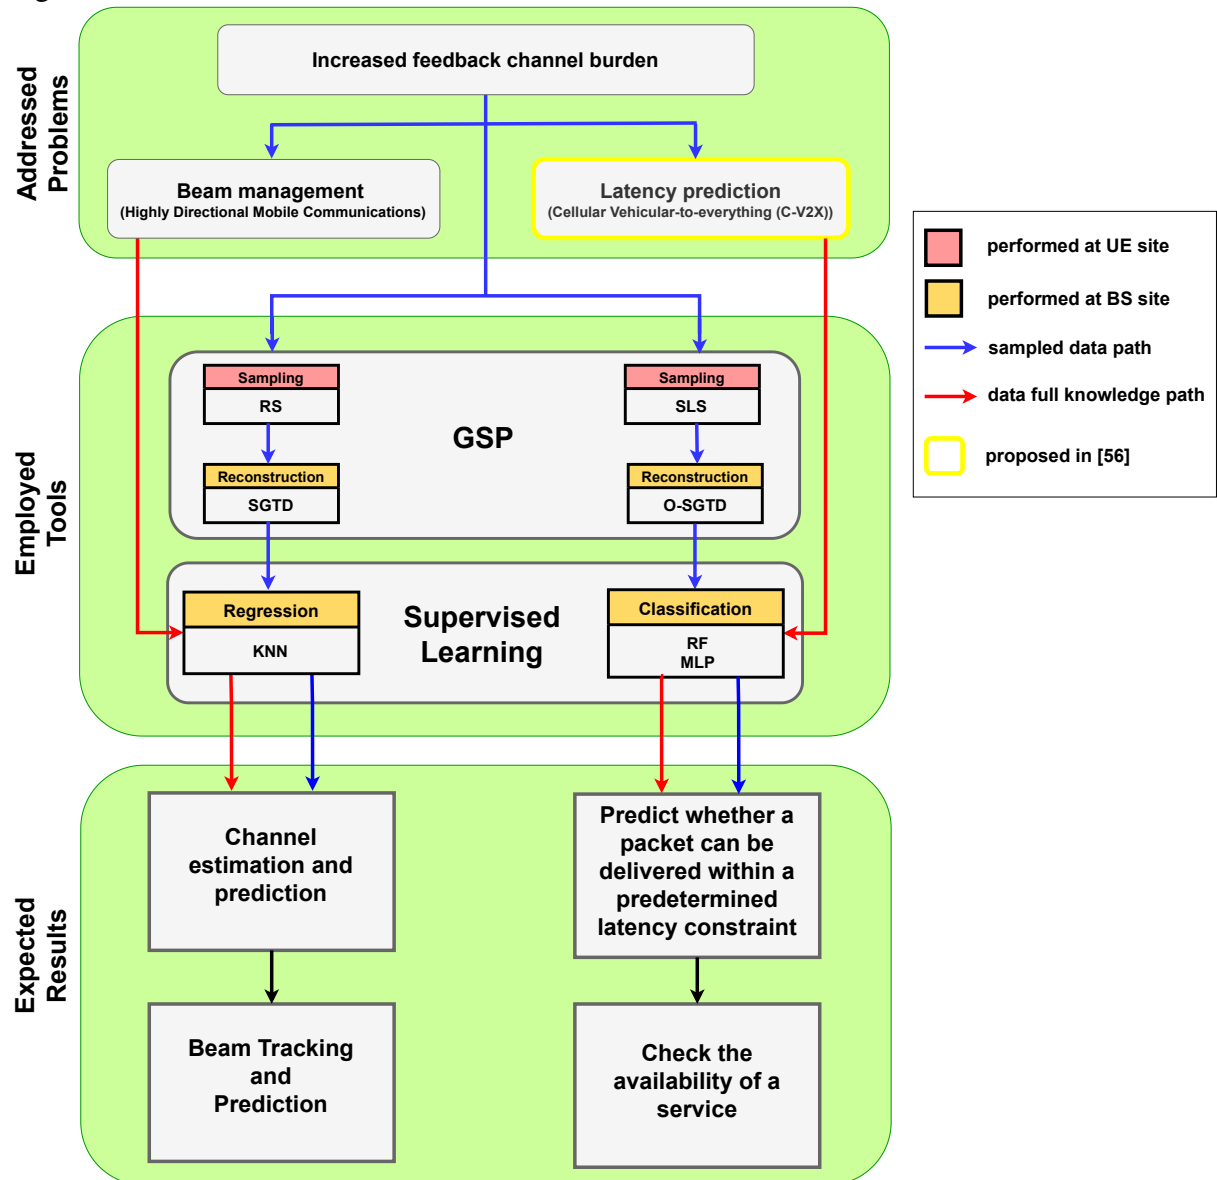 Addressed
Problems
Increased feedback channel burden
Beam management
(Highly Directional Mobile Communications)
Latency prediction
(Cellular Vehicular-to-everything (C-V2X))
performed at UE site
performed at BS site
sampled data path
data full knowledge path
proposed in [56]
Employed
Tools
Sampling
RS
Sampling
SLS
GSP
Reconstruction
SGTD
Reconstruction
O-SGTD
Regression
KNN
Supervised
Learning
Classification
RF
MLP
Expected
Results
Channel
estimation and
prediction
Predict whether a
packet can be
delivered within a
predetermined
latency constraint
Beam Tracking
and
Prediction
Check the
availability of a
service